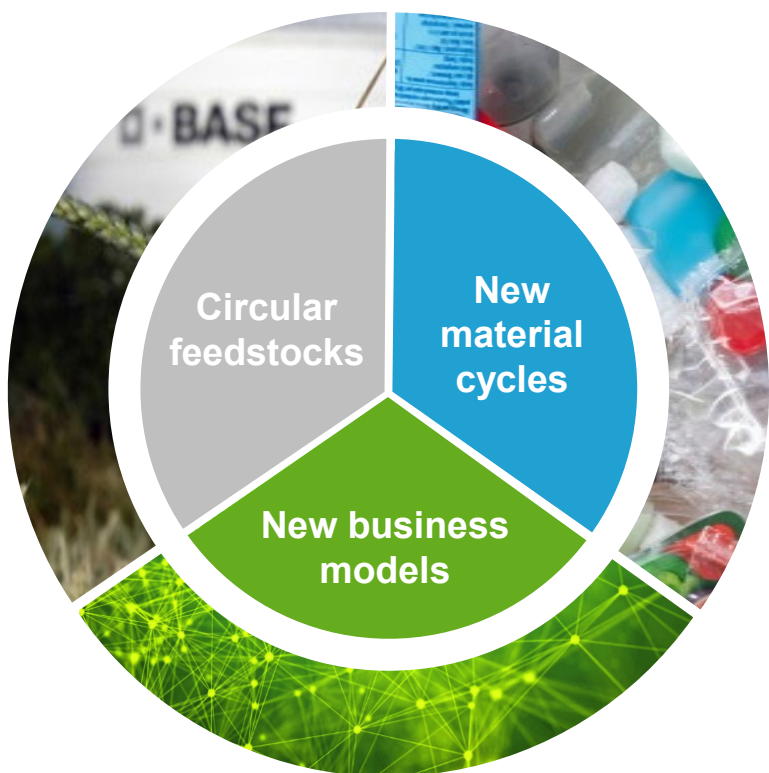 BASF
Circular
feedstocks
New
material
cycles
New business
models